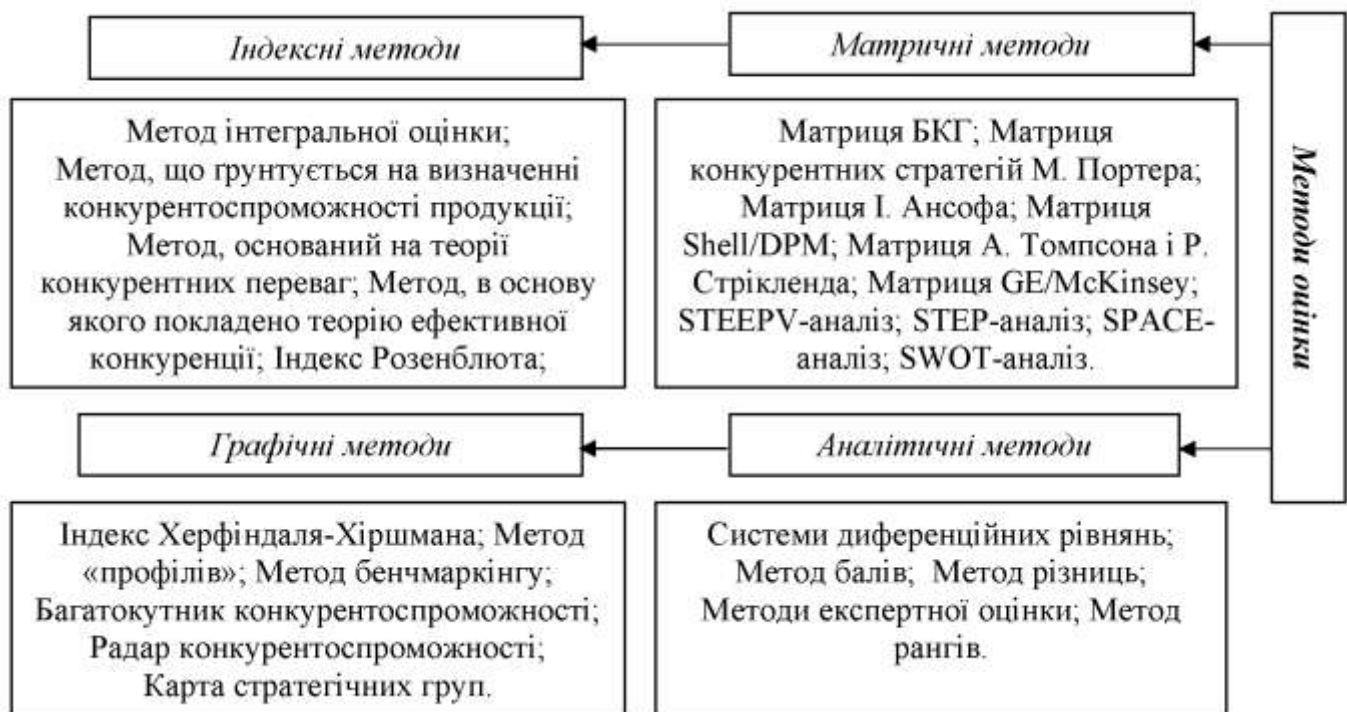 Індексні методи
Матричні методи
Методи оцінки
Метод інтегральної оцінки;
Метод, що ґрунтується на визначенні
конкурентоспроможності продукції;
Метод, оснований на теорії
конкурентних переваг; Метод, в основу
якого покладено теорію ефективної
конкуренції; Індекс Розенблюта;
Матриця БКГ; Матриця
конкурентних стратегій М. Портера;
Матриця І. Ансофа; Матриця
Shell/DPM; Матриця А. Томпсона і Р.
Стрікленда; Матриця GE/McKinsey;
STEEPV-аналіз; STEP-аналіз; SPACE-
аналіз; SWOT-аналіз.
Графічні методи
Аналітичні методи
Індекс Херфіндаля-Хіршмана; Метод
«профілів»; Метод бенчмаркінгу;
Багатокутник конкурентоспроможності;
Радар конкурентоспроможності;
Карта стратегічних груп.
Системи диференційних рівнянь;
Метод балів; Метод різниць;
Методи експертної оцінки; Метод
рангів.